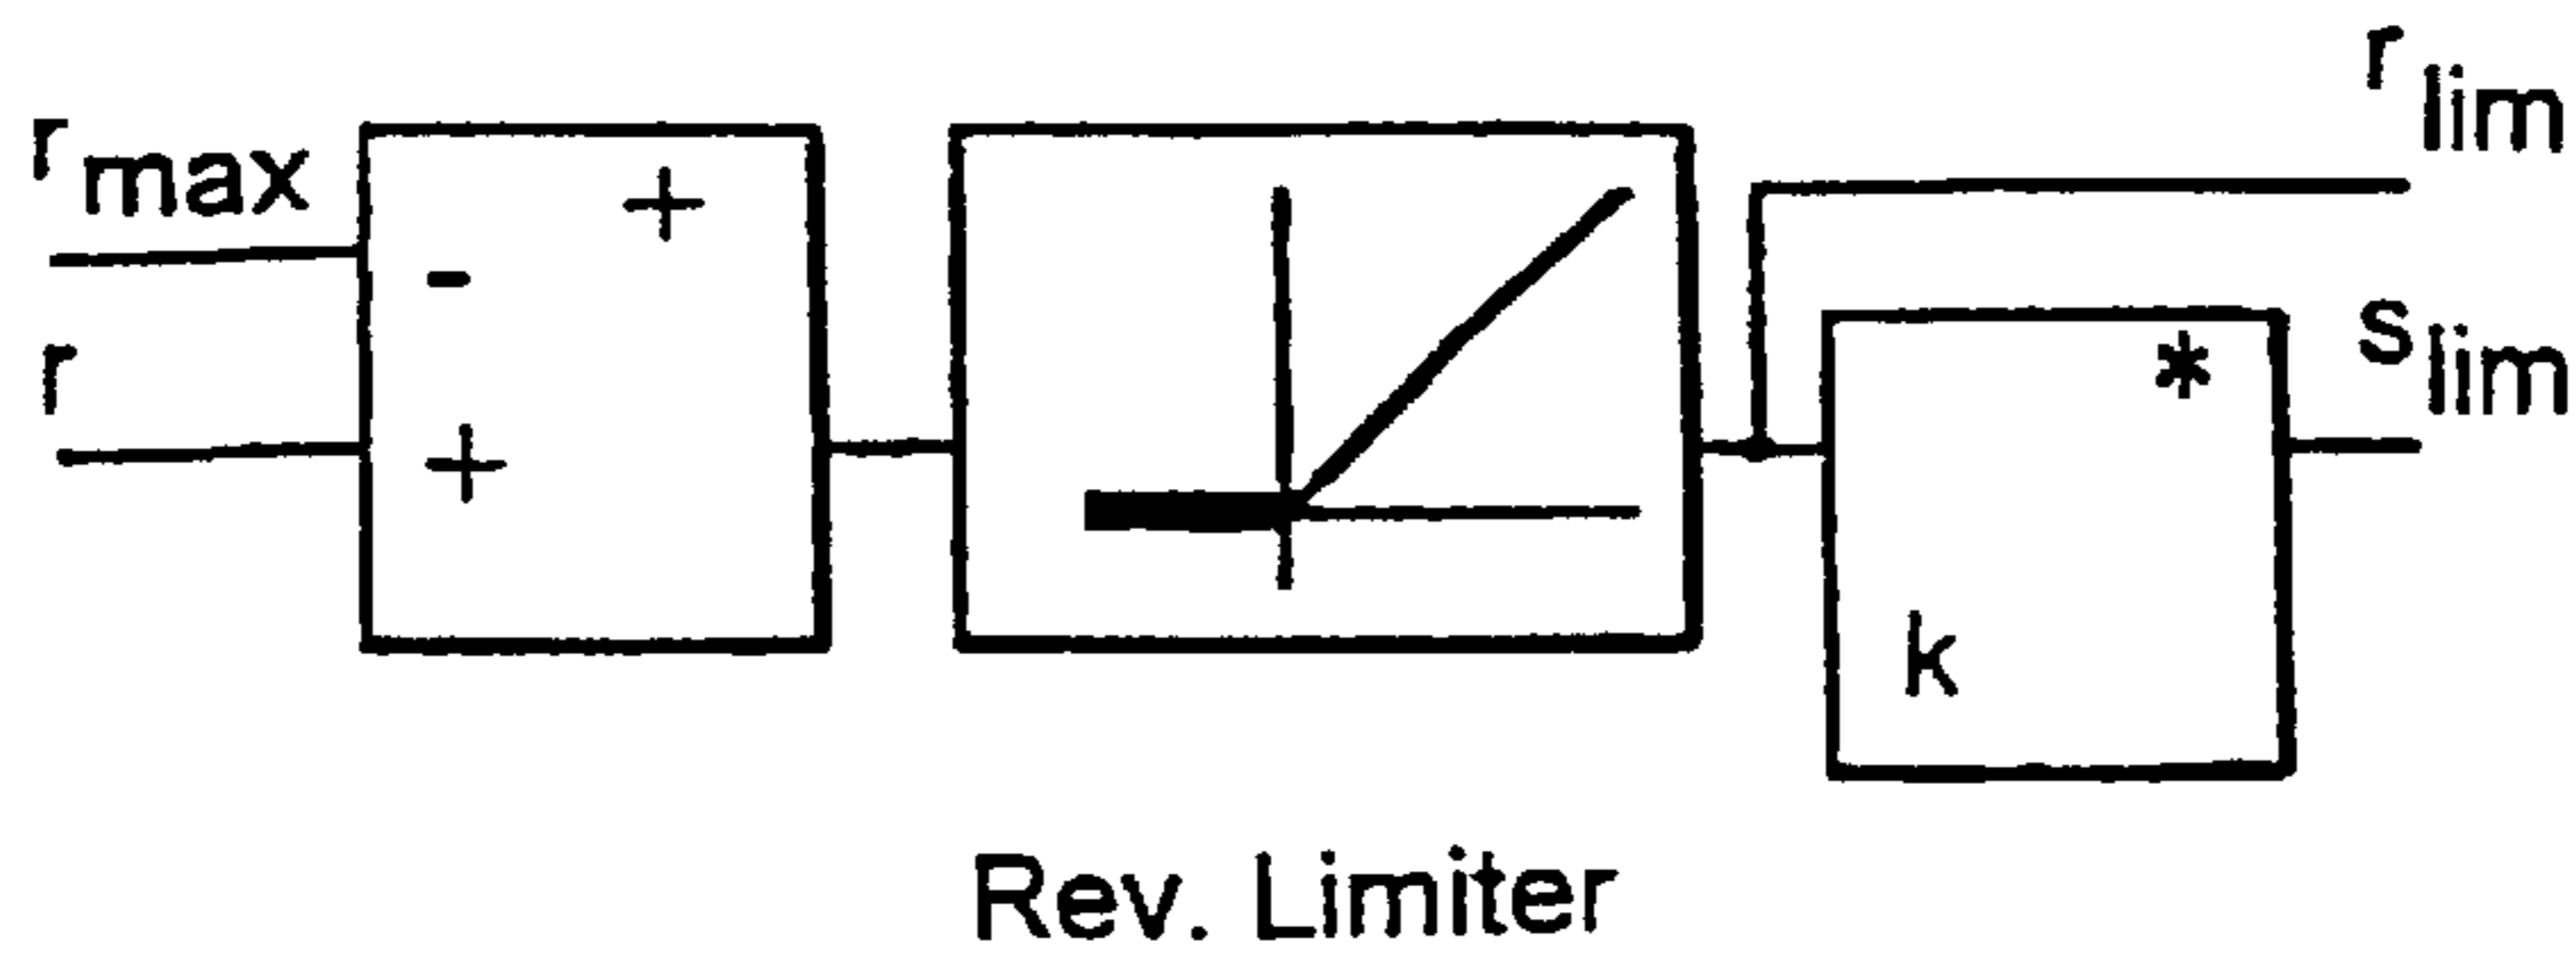 r_lim
r_max
+
-
r
s_lim
*
+
k
Rev. Limiter